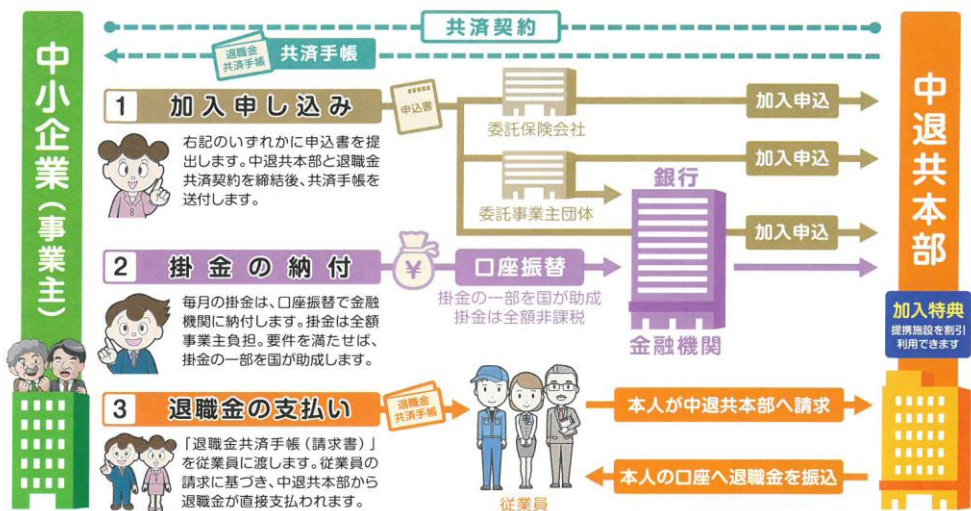 中小企業（事業主）
共済契約
退職金
共済手帳
共済手帳
1 加入申し込み
申込書
右記のいずれかに申込書を提
出します。中退共本部と退職金
共済契約を締結後、共済手帳を
送付します。
委託保険会社
加入申込
委託事業主団体
加入申込
銀行
加入申込
2 掛金の納付
¥
口座振替
掛金の一部を国が助成
掛金は全額非課税
金融機関
毎月の掛金は、口座振替で金融
機関に納付します。掛金は全額
事業主負担。要件を満たせば、
掛金の一部を国が助成します。
3 退職金の支払い
退職金
共済手帳
「退職金共済手帳（請求書）」
を従業員に渡します。従業員の
請求に基づき、中退共本部から
退職金が直接支払われます。
従業員
本人が中退共本部へ請求
本人の口座へ退職金を振込
中退共本部
加入特典
提携施設を割引
利用できます